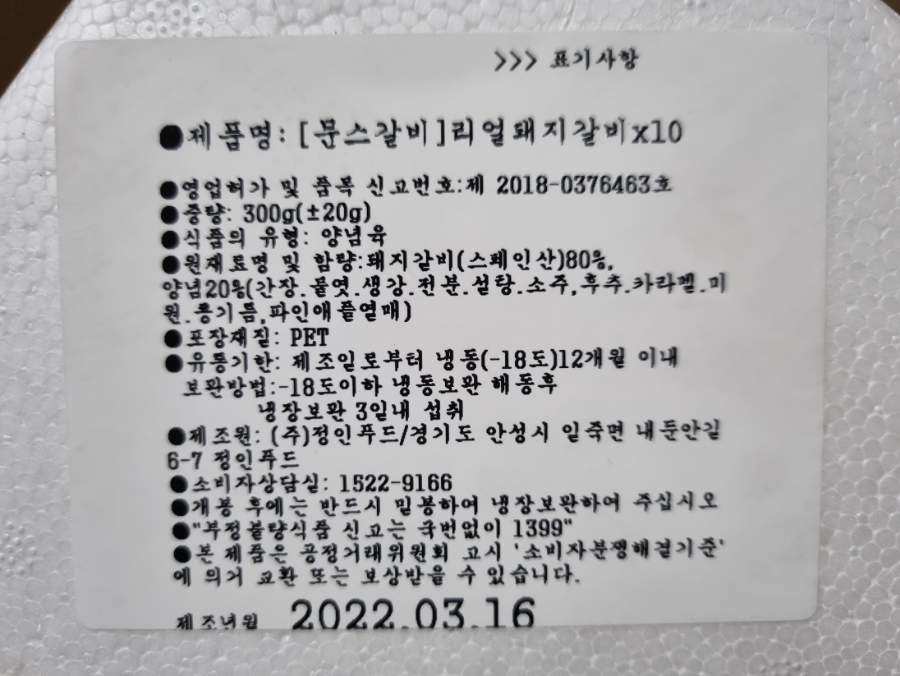 >>> 표기사항
●제품명: [문스갈비]리얼돼지갈비x10
●영업허가 및 품목 신고번호:제 2018-0376463호
●중량: 300g(±20g)
●식품의 유형: 양념육
●원재료명 및 함량:돼지갈비(스페인산)80%,
양념20%(간장.물엿.생강.전분.설탕.소주,후추.카라멜.미
원.콩기름,파인애플열매)
●포장재질: PET
●유통기한: 제조일로부터 냉동(-18도)12개월 이내
보관방법:-18도이하 냉동보관 해동후
냉장보관 3일내 섭취
●제조원: (주)정인푸드/경기도 안성시 일죽면 내둔안길
6-7 정인푸드
●소비자상담실: 1522-9166
●개봉 후에는 반드시 밀봉하여 냉장보관하여 주십시오
●"부정불량식품 신고는 국번없이 1399"
●본 제품은 공정거래위원회 고시 '소비자분쟁해결기준'
에 의거 교환 또는 보상받을 수 있습니다.
제조년월 2022.03.16